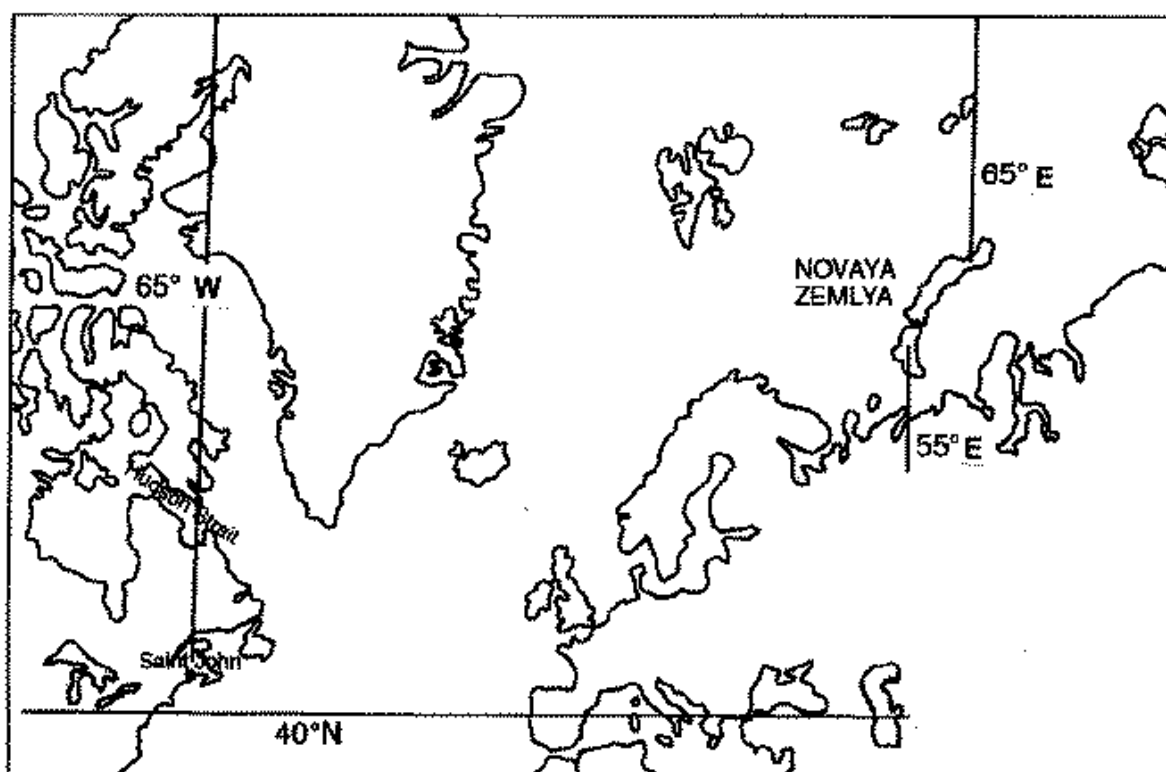 65° E
NOVAYA
ZEMLYA
65° W
55° E
Hudson Strait
Saint John
40°N